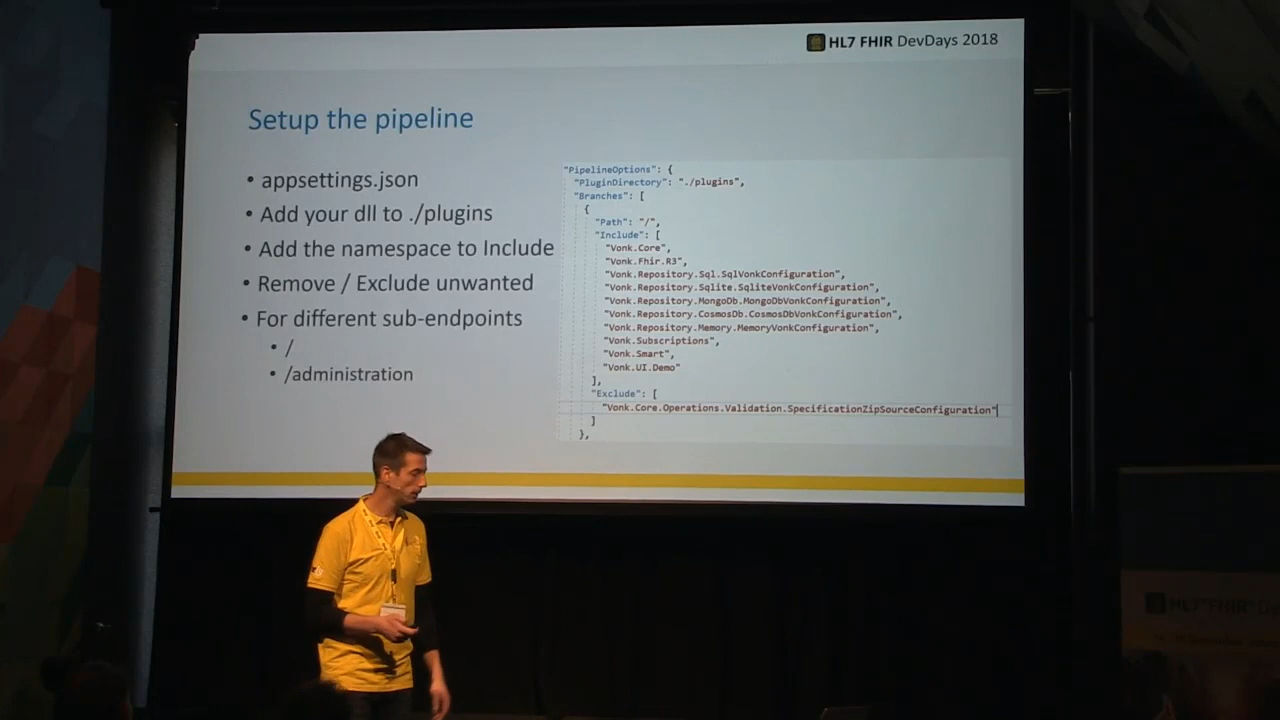 HL7 FHIR DevDays 2018
Setup the pipeline
• appsettings.json
• Add your dll to ./plugins
• Add the namespace to Include
• Remove / Exclude unwanted
• For different sub-endpoints
• /
• /administration
"PipelineOptions": {
"PluginDirectory": "./plugins",
"Branches": [
{
"Path": "/",
"Include": [
"Vonk.Core",
"Vonk.Fhir.R3",
"Vonk.Repository.Sql.SqlVonkConfiguration",
"Vonk.Repository.Sqlite.SqliteVonkConfiguration",
"Vonk.Repository.MongoDb.MongoDbVonkConfiguration",
"Vonk.Repository.CosmosDb.CosmosDbVonkConfiguration",
"Vonk.Repository.Memory.MemoryVonkConfiguration",
"Vonk.Subscriptions",
"Vonk.Smart",
"Vonk.UI.Demo"
],
"Exclude": [
"Vonk.Core.Operations.Validation.SpecificationZipSourceConfiguration"
]
},
HL7 FHIR De